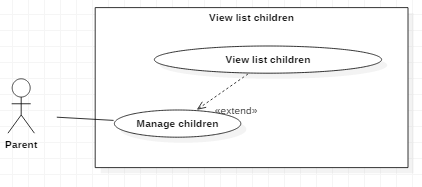 View list children
View list children
«extend»
Manage children
Parent